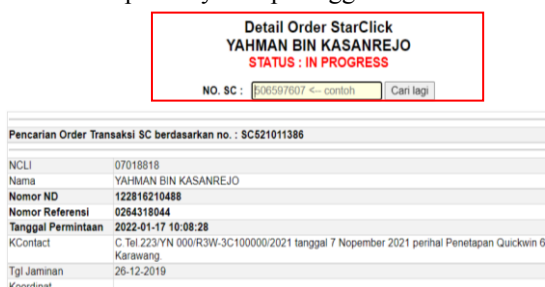 Detail Order StarClick
YAHMAN BIN KASANREJO
STATUS : IN PROGRESS
NO. SC : 506597607 <-- contoh Cari lagi
Pencarian Order Transaksi SC berdasarkan no. : SC521011386
NCLI 07018818
Nama YAHMAN BIN KASANREJO
Nomor ND 122816210488
Nomor Referensi 0264318044
Tanggal Permintaan 2022-01-17 10:08:28
KContact C.Tel.223/YN 000/R3W-3C100000/2021 tanggal 7 Nopember 2021 perihal Penetapan Quickwin 6
Karawang.
Tgl Jaminan 26-12-2019
Koordinat